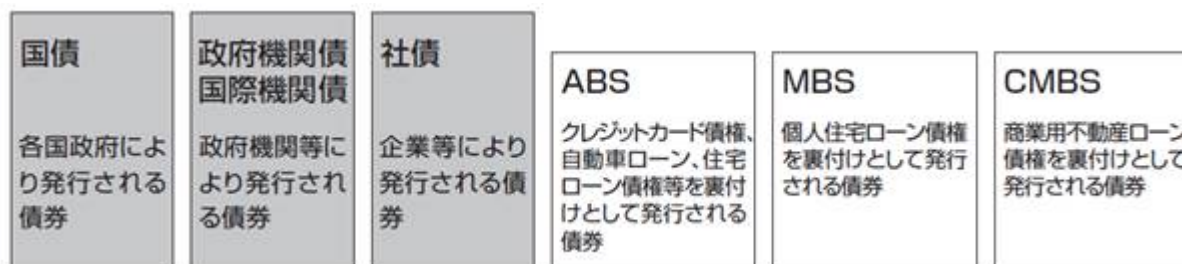 国債
各国政府によ
り発行される
債券
政府機関債
国際機関債
政府機関等に
より発行され
る債券
社債
企業等により
発行される債
券
ABS
クレジットカード債権、
自動車ローン、住宅
ローン債権等を裏付
けとして発行される
債券
MBS
個人住宅ローン債権
を裏付けとして発行
される債券
CMBS
商業用不動産ローン
債権を裏付けとして
発行される債券